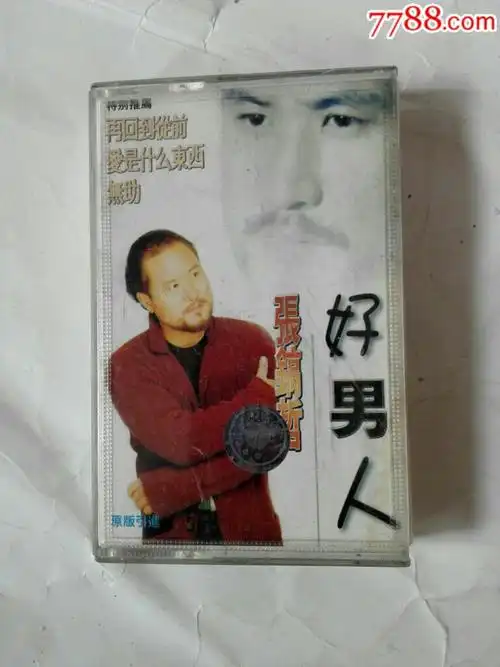 7788.com
特别推薦
再回到從前
愛是什么東西
無助
張鎬哲
好男人
原版引進